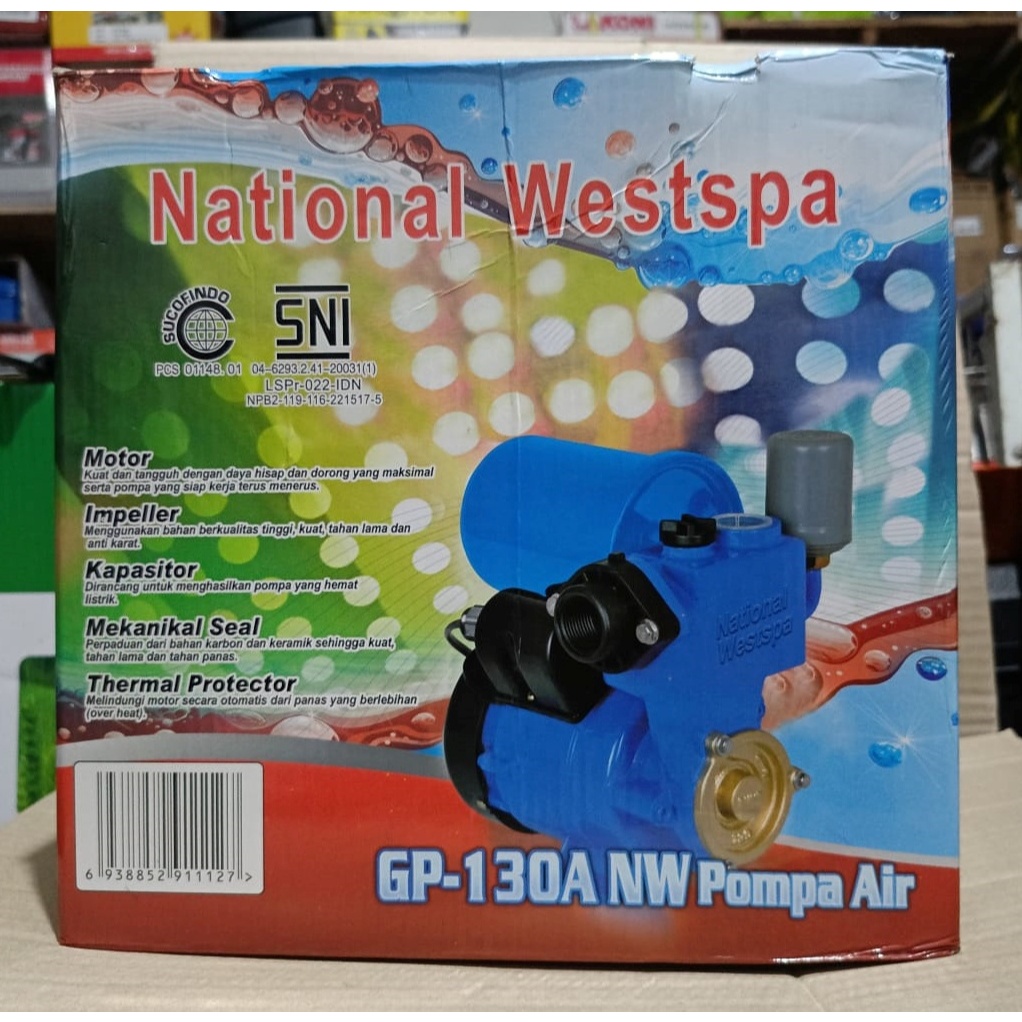 National Westspa
SUCOFINDO
SNI
PCS 01148.01
04-6293.2.41-20031(1)
LSPr-022-IDN
NPB2-119-116-221517-5
Motor
Kuat dan tangguh dengan daya hisap dan dorong yang maksimal
serta pompa yang siap kerja terus menerus.
Impeller
Menggunakan bahan berkualitas tinggi, kuat, tahan lama dan
anti karat.
Kapasitor
Dirancang untuk menghasilkan pompa yang hemat
listrik.
Mekanikal Seal
Perpaduan dari bahan karbon dan keramik sehingga kuat,
tahan lama dan tahan panas.
Thermal Protector
Melindungi motor secara otomatis dari panas yang berlebihan
(over heat).
National
Westspa
6 938852 911127 >
GP-130A NW Pompa Air